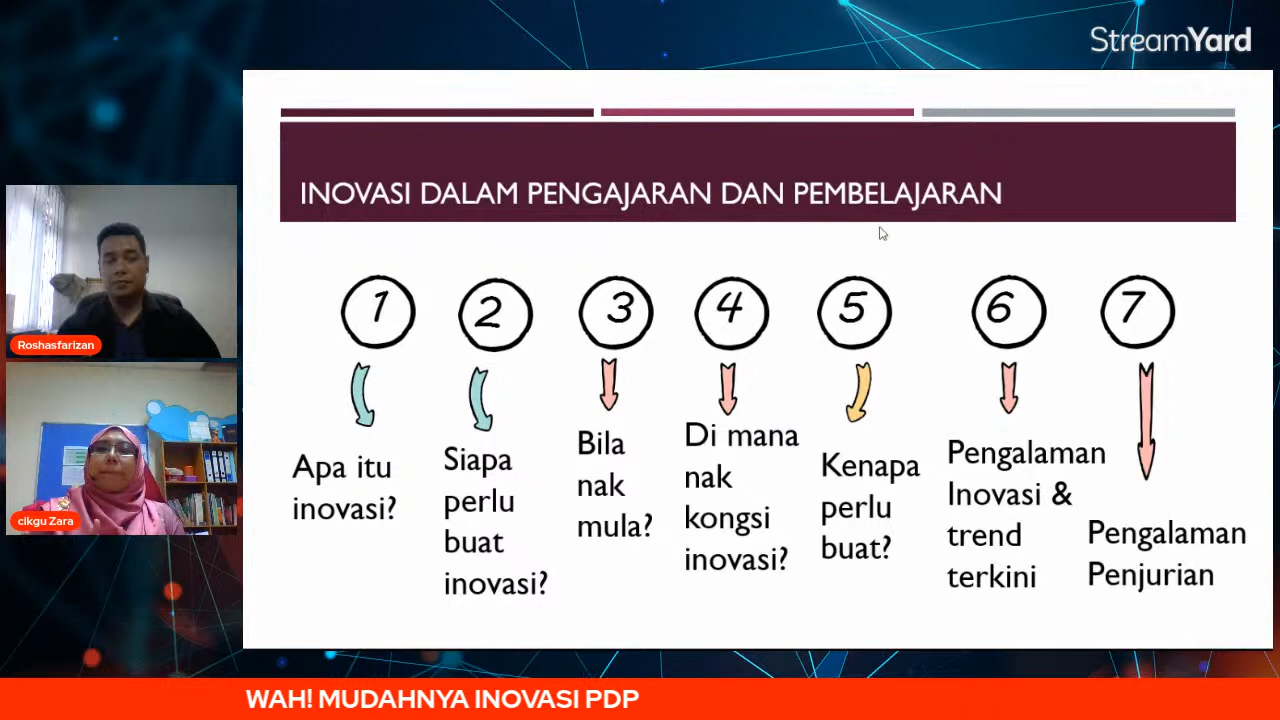 StreamYard
INOVASI DALAM PENGAJARAN DAN PEMBELAJARAN
1
2
3
4
5
6
7
Apa itu
inovasi?
Siapa
perlu
buat
inovasi?
Bila
nak
mula?
Di mana
nak
kongsi
inovasi?
Kenapa
perlu
buat?
Pengalaman
Inovasi &
trend
terkini
Pengalaman
Penjurian
Roshasfarizan
cikgu Zara
WAH! MUDAHNYA INOVASI PDP